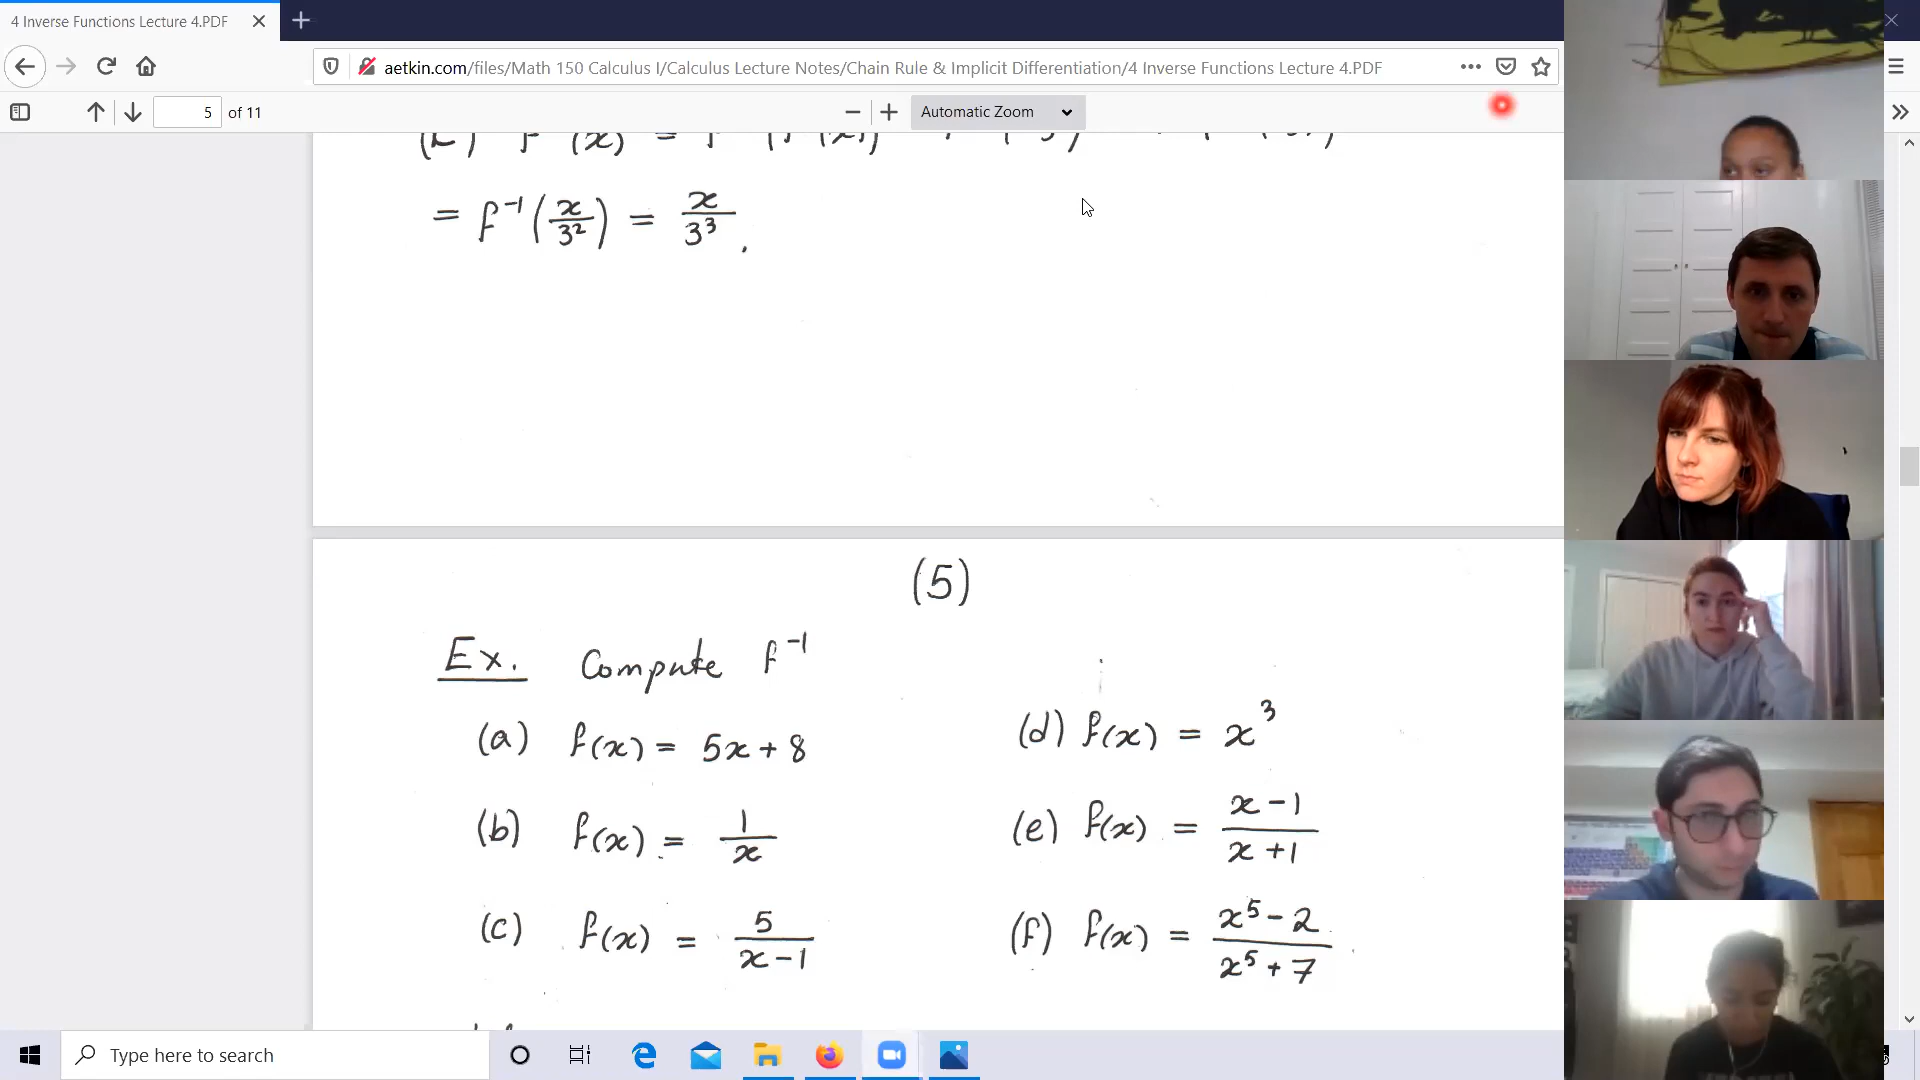 4 Inverse Functions Lecture 4.PDF
aetkin.com/files/Math 150 Calculus I/Calculus Lecture Notes/Chain Rule & Implicit Differentiation/4 Inverse Functions Lecture 4.PDF
5 of 11
Automatic Zoom
= f⁻¹(x/3²) = x/3³.
(5)
Ex. Compute f⁻¹
(a) f(x) = 5x + 8
(d) f(x) = x³
(b) f(x) = 1/x
(e) f(x) = (x-1)/(x+1)
(c) f(x) = 5/(x-1)
(f) f(x) = (x⁵-2)/(x⁵+7)
Type here to search